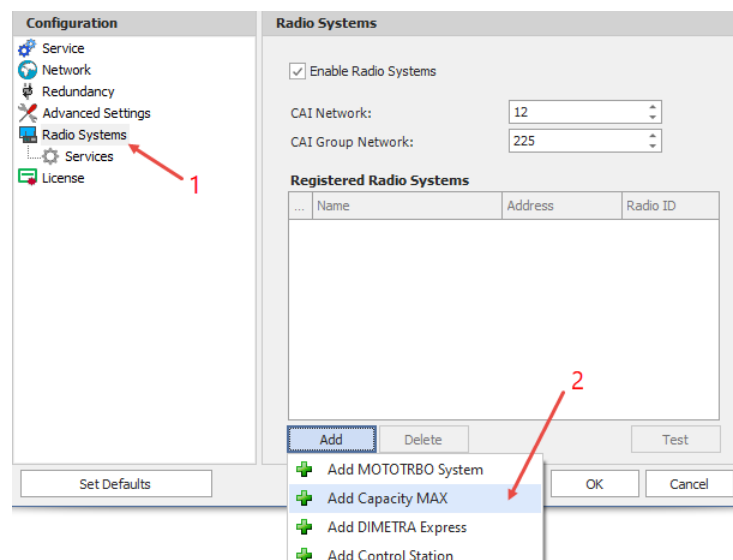 Configuration
Service
Network
Redundancy
Advanced Settings
Radio Systems
Services
License
1
Set Defaults
Radio Systems
Enable Radio Systems
CAI Network: 12
CAI Group Network: 225
Registered Radio Systems
... Name Address Radio ID
2
Add Delete Test
Add MOTOTRBO System
Add Capacity MAX
Add DIMETRA Express
Add Control Station
OK Cancel